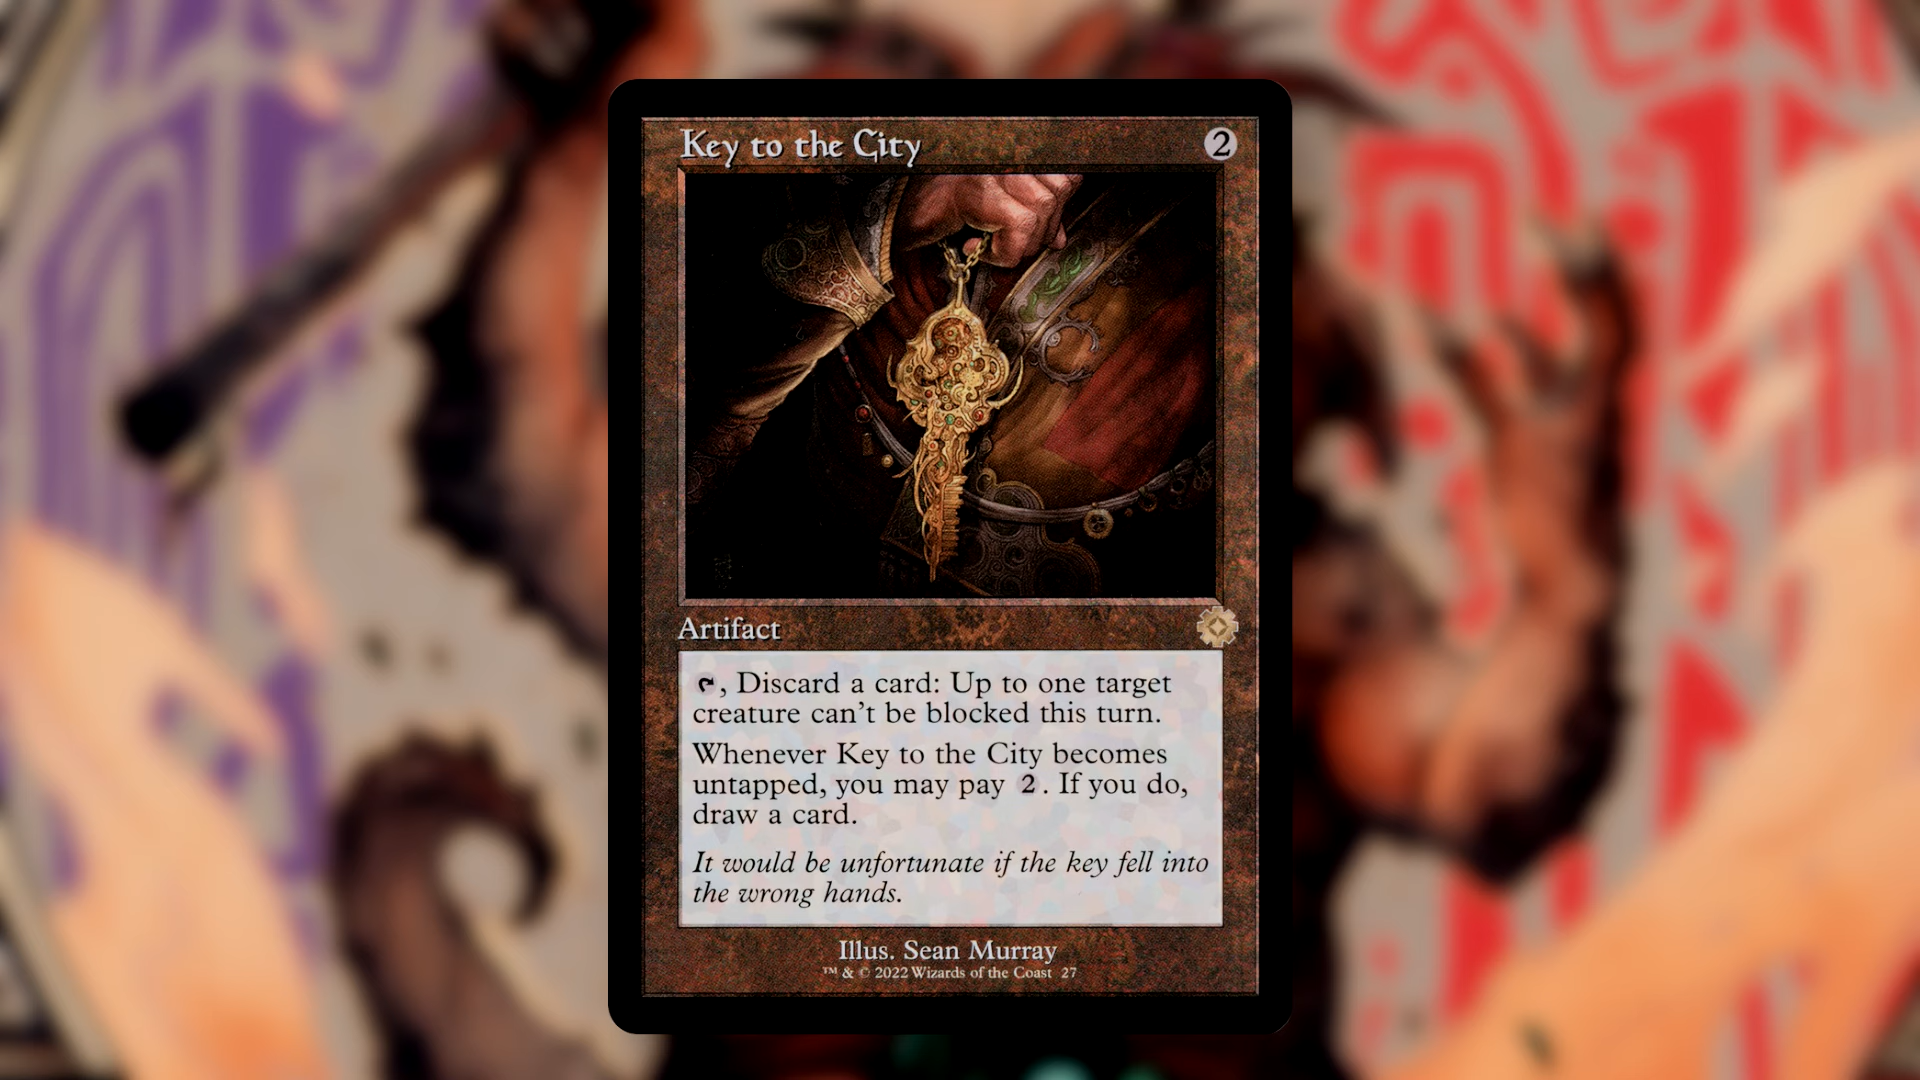 Key to the City
2
Artifact
, Discard a card: Up to one target
creature can't be blocked this turn.
Whenever Key to the City becomes
untapped, you may pay 2. If you do,
draw a card.
It would be unfortunate if the key fell into
the wrong hands.
Illus. Sean Murray
™ & © 2022 Wizards of the Coast 27